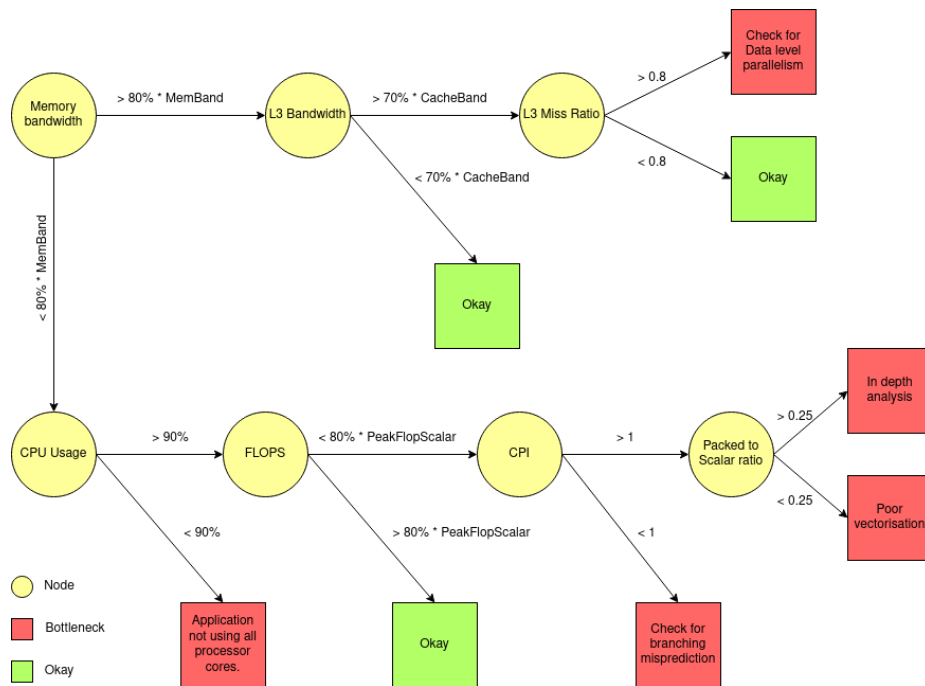 Check for
Data level
parallelism
> 0.8
Memory
bandwidth
> 80% * MemBand
L3 Bandwidth
> 70% * CacheBand
L3 Miss Ratio
< 0.8
Okay
< 70% * CacheBand
< 80% * MemBand
Okay
In depth
analysis
> 0.25
CPU Usage
> 90%
FLOPS
< 80% * PeakFlopScalar
CPI
> 1
Packed to
Scalar ratio
< 0.25
Poor
vectorisation
< 90%
> 80% * PeakFlopScalar
< 1
Node
Bottleneck
Okay
Application
not using all
processor
cores.
Okay
Check for
branching
misprediction